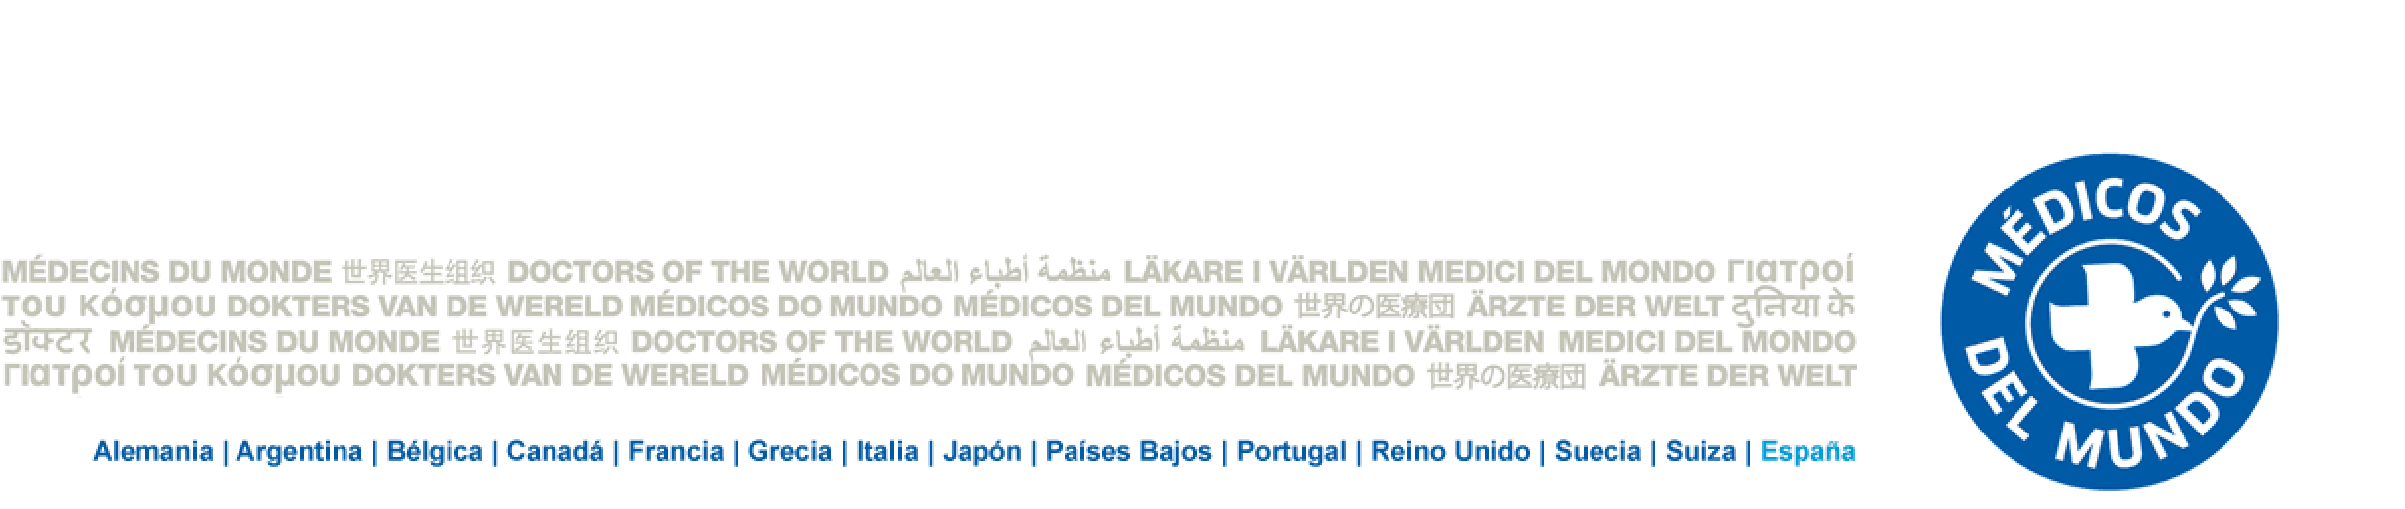 MÉDECINS DU MONDE 世界医生组织 DOCTORS OF THE WORLD منظمة أطباء العالم LÄKARE I VÄRLDEN MEDICI DEL MONDO Γιατροί
του κόσμου DOKTERS VAN DE WERELD MÉDICOS DO MUNDO MÉDICOS DEL MUNDO 世界の医療団 ÄRZTE DER WELT दुनिया के
डॉक्टर MÉDECINS DU MONDE 世界医生组织 DOCTORS OF THE WORLD منظمة أطباء العالم LÄKARE I VÄRLDEN MEDICI DEL MONDO
Γιατροί του κόσμου DOKTERS VAN DE WERELD MÉDICOS DO MUNDO MÉDICOS DEL MUNDO 世界の医療団 ÄRZTE DER WELT
Alemania | Argentina | Bélgica | Canadá | Francia | Grecia | Italia | Japón | Países Bajos | Portugal | Reino Unido | Suecia | Suiza | España
MÉDICOS
DEL MUNDO